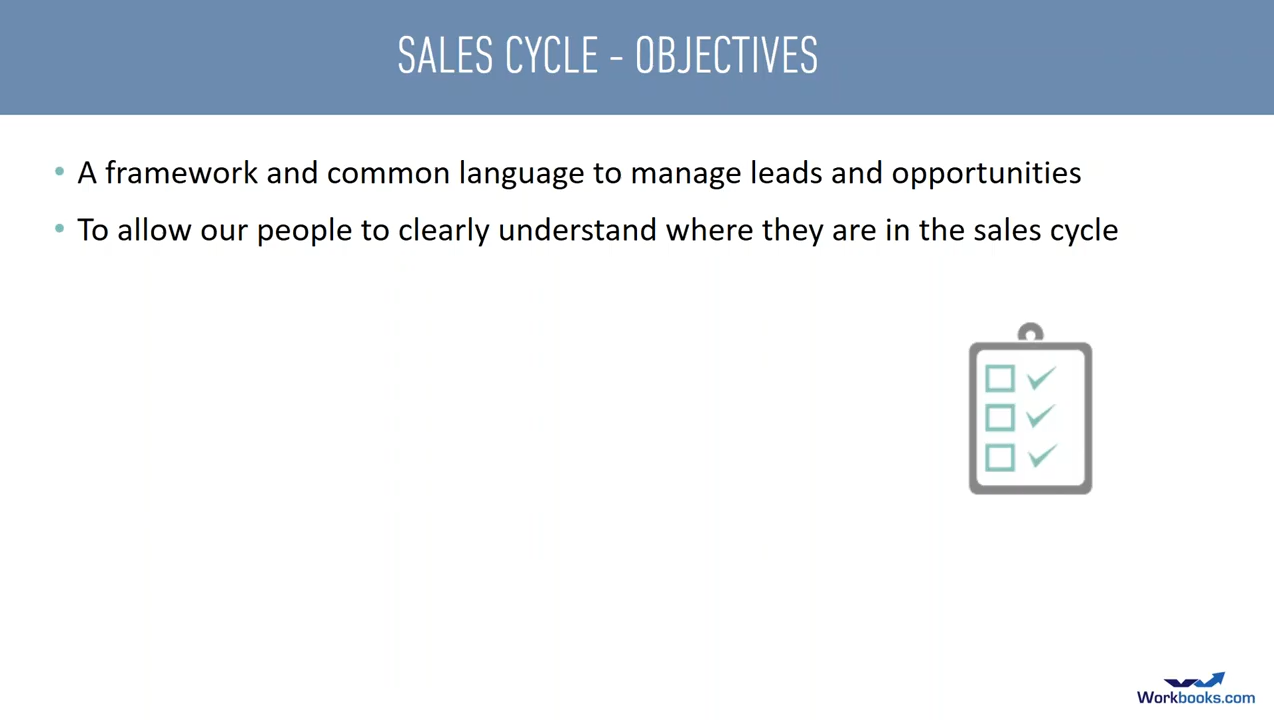 SALES CYCLE - OBJECTIVES
• A framework and common language to manage leads and opportunities
• To allow our people to clearly understand where they are in the sales cycle
Workbooks.com